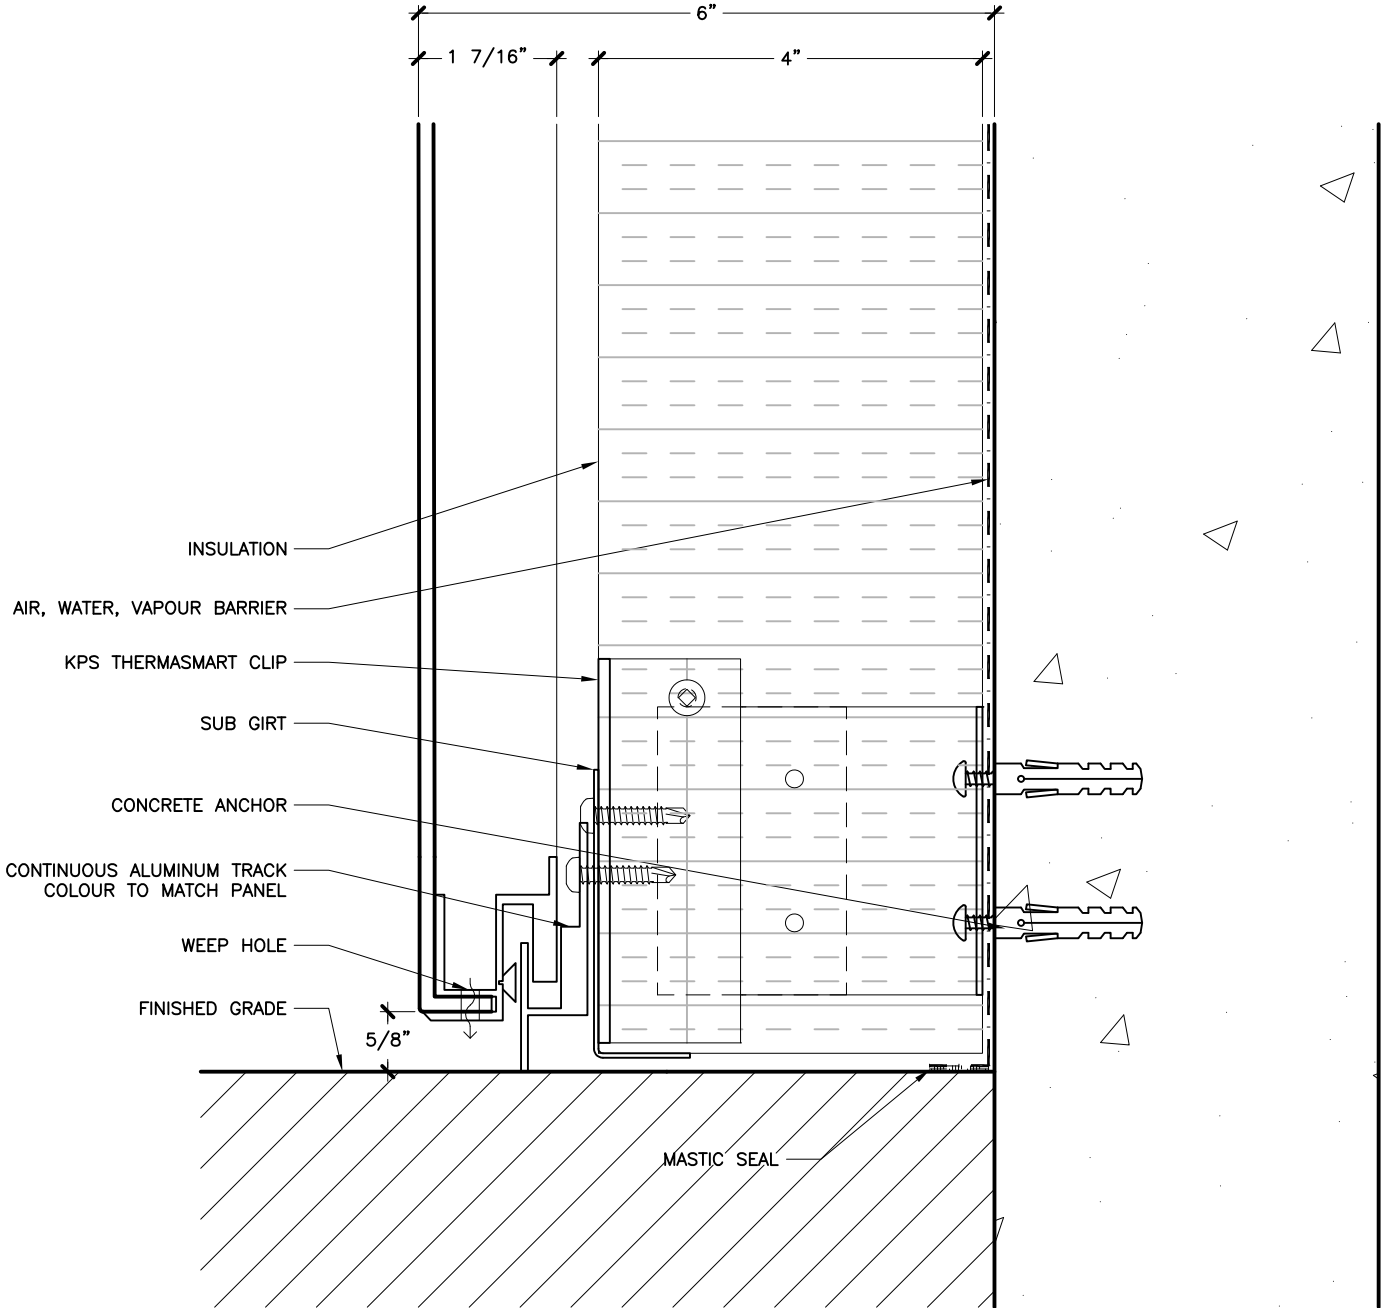 6”
1 7/16”
4”
INSULATION
AIR, WATER, VAPOUR BARRIER
KPS THERMASMART CLIP
SUB GIRT
CONCRETE ANCHOR
CONTINUOUS ALUMINUM TRACK
COLOUR TO MATCH PANEL
WEEP HOLE
FINISHED GRADE
5/8”
MASTIC SEAL